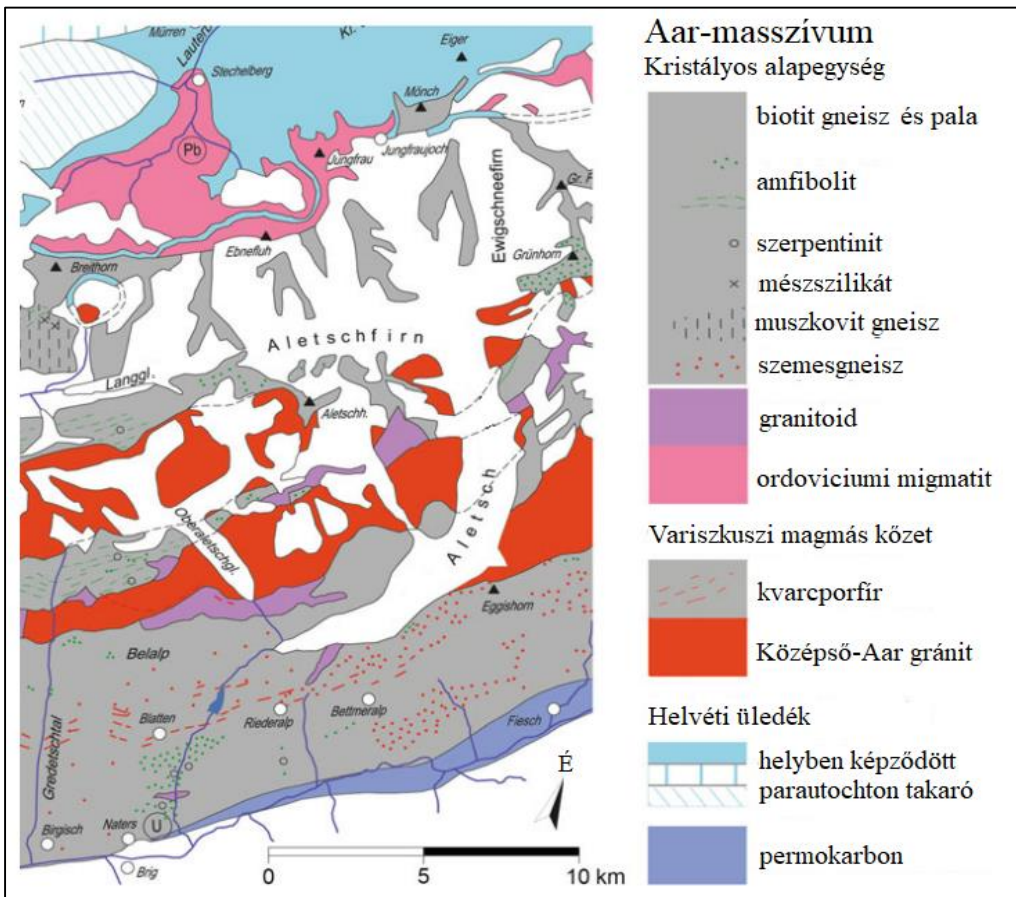 Mürren
Lauterb
Kl.
Eiger
Stechelberg
Mönch
Pb
Jungfrau
Jungfraujoch
Gr. F
Ewigschneefirn
Ebnefluh
Grünhorn
Breithorn
Aletschfirn
Langgl.
Aletschh.
Oberaletschgl.
Aletsch
Eggishorn
Belalp
Gredetschtal
Blatten
Riederalp
Bettmeralp
Fiesch
É
Birgisch
Naters
U
Brig
0 5 10 km
Aar-masszívum
Kristályos alapegység
biotit gneisz és pala
amfibolit
szerpentinit
mészszilikát
muszkovit gneisz
szemesgneisz
granitoid
ordoviciumi migmatit
Variszkuszi magmás kőzet
kvarcporfír
Középső-Aar gránit
Helvéti üledék
helyben képződött
parautochton takaró
permokarbon